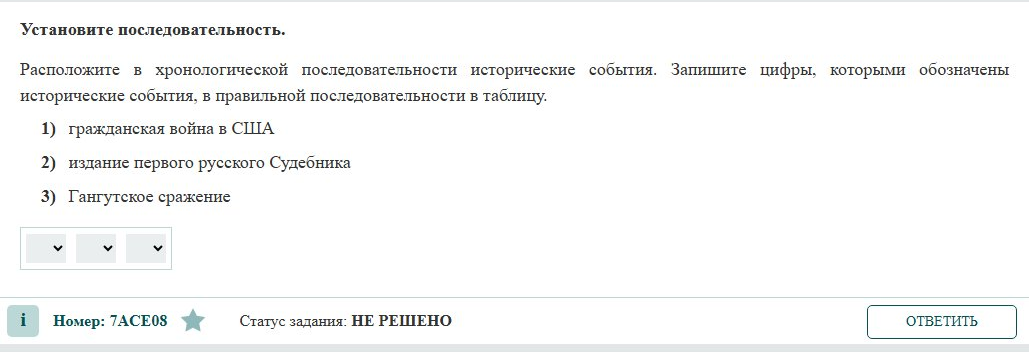 Установите последовательность.
Расположите в хронологической последовательности исторические события. Запишите цифры, которыми обозначены
исторические события, в правильной последовательности в таблицу.
1) гражданская война в США
2) издание первого русского Судебника
3) Гангутское сражение
i Номер: 7ACE08 Статус задания: НЕ РЕШЕНО ОТВЕТИТЬ